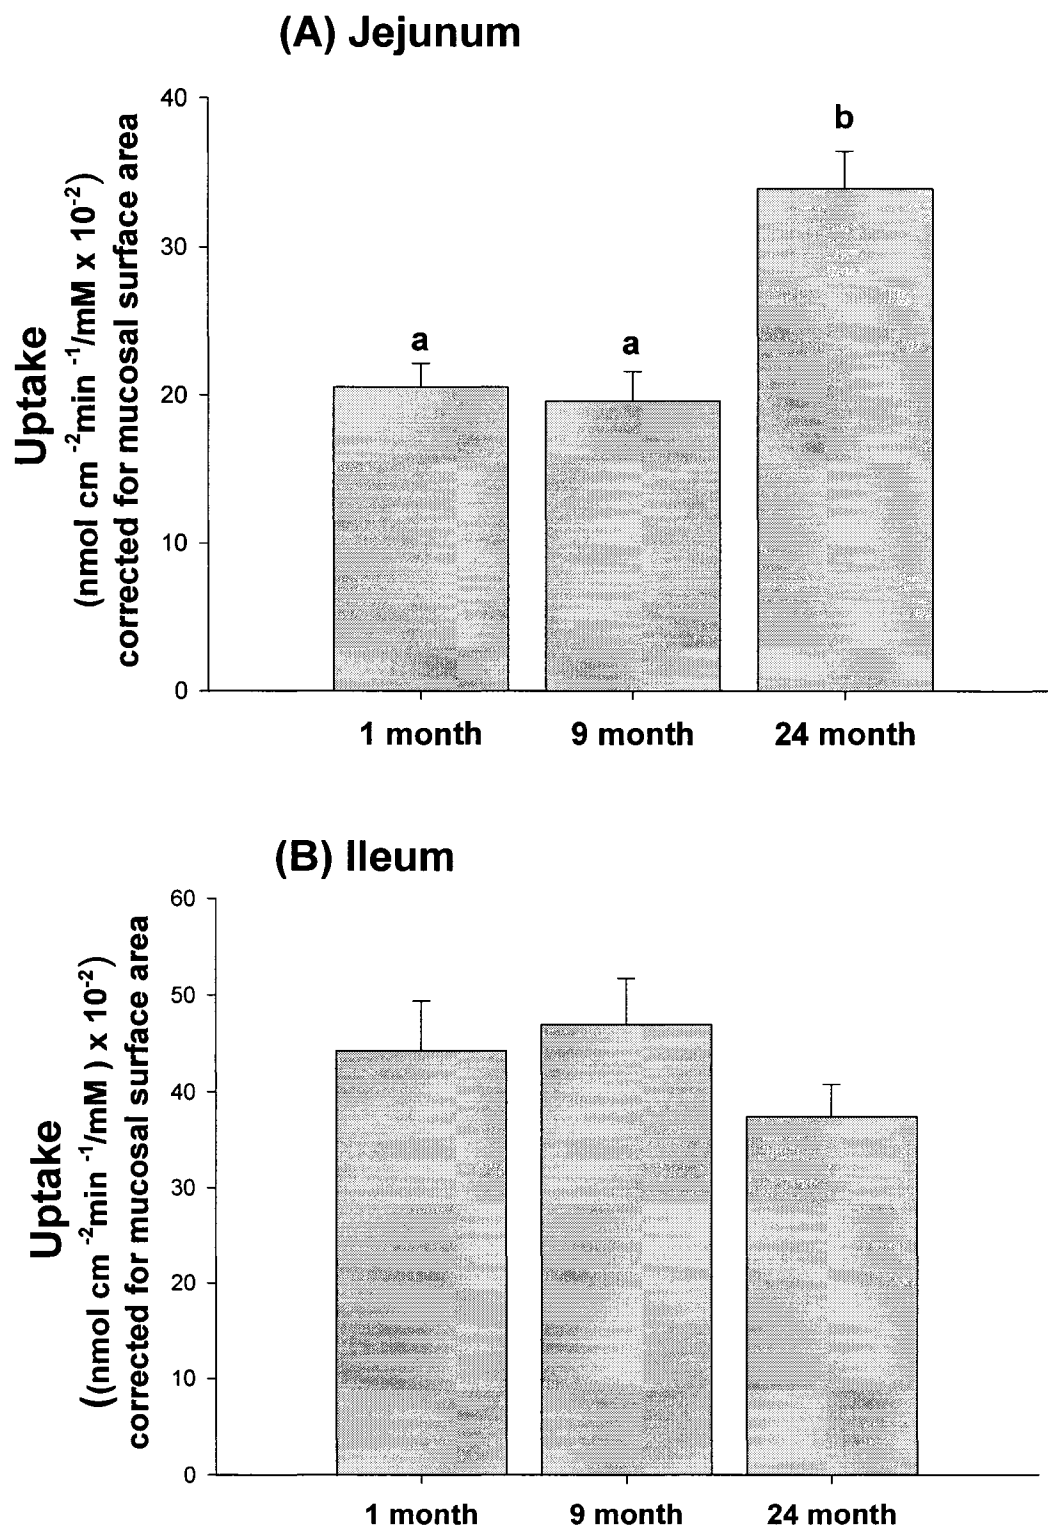 (A) Jejunum
Uptake
(nmol cm -2min -1/mM x 10-2)
corrected for mucosal surface area
40
30
20
10
0
a
a
b
1 month
9 month
24 month
(B) Ileum
Uptake
((nmol cm -2min -1/mM ) x 10-2)
corrected for mucosal surface area
60
50
40
30
20
10
0
1 month
9 month
24 month